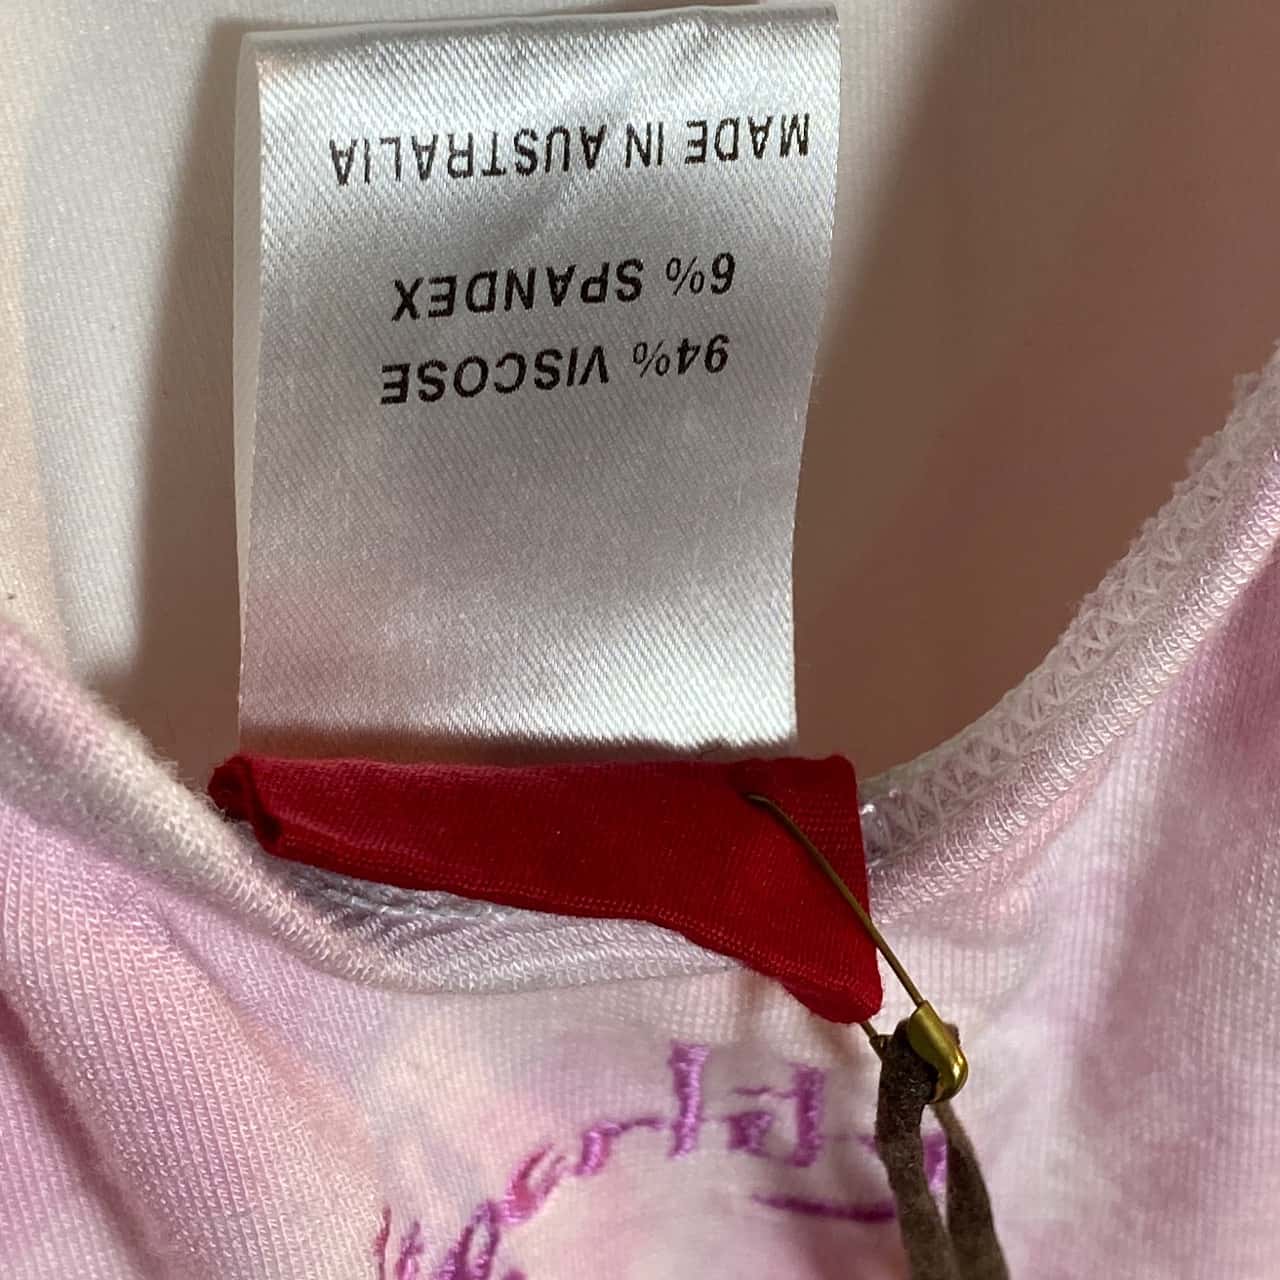 94% VISCOSE
6% SPANDEX
MADE IN AUSTRALIA